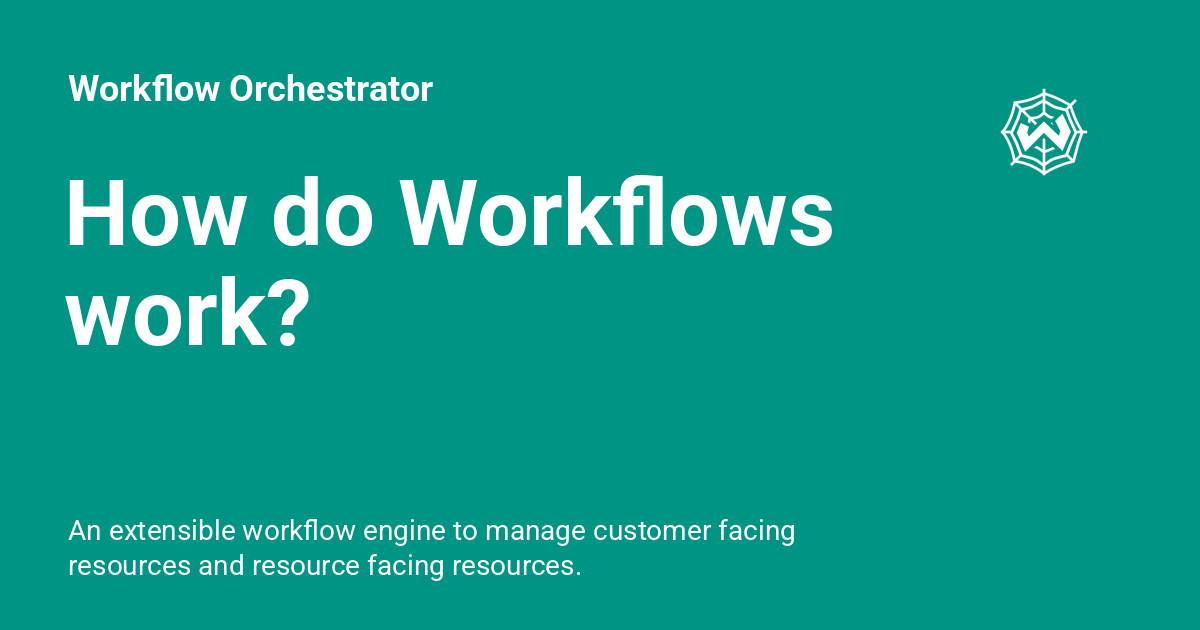 Workflow Orchestrator
How do Workflows
work?
An extensible workflow engine to manage customer facing
resources and resource facing resources.